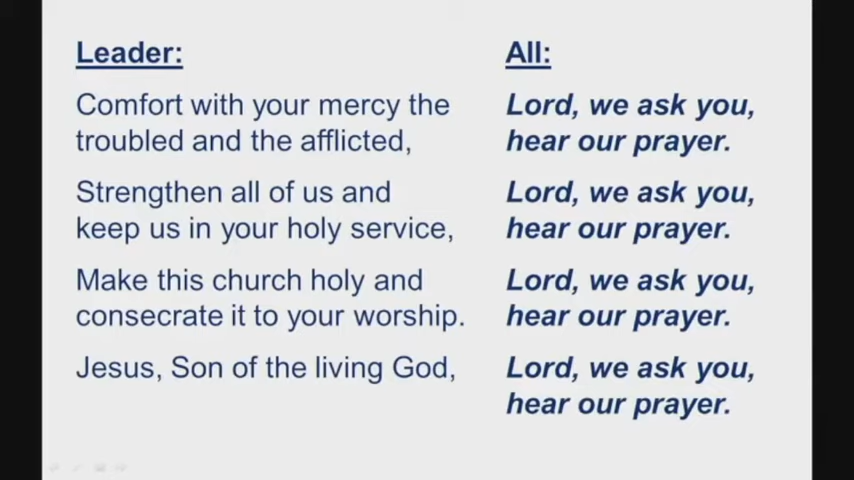 Leader:
All:
Comfort with your mercy the
troubled and the afflicted,
Lord, we ask you,
hear our prayer.
Strengthen all of us and
keep us in your holy service,
Lord, we ask you,
hear our prayer.
Make this church holy and
consecrate it to your worship.
Lord, we ask you,
hear our prayer.
Jesus, Son of the living God,
Lord, we ask you,
hear our prayer.